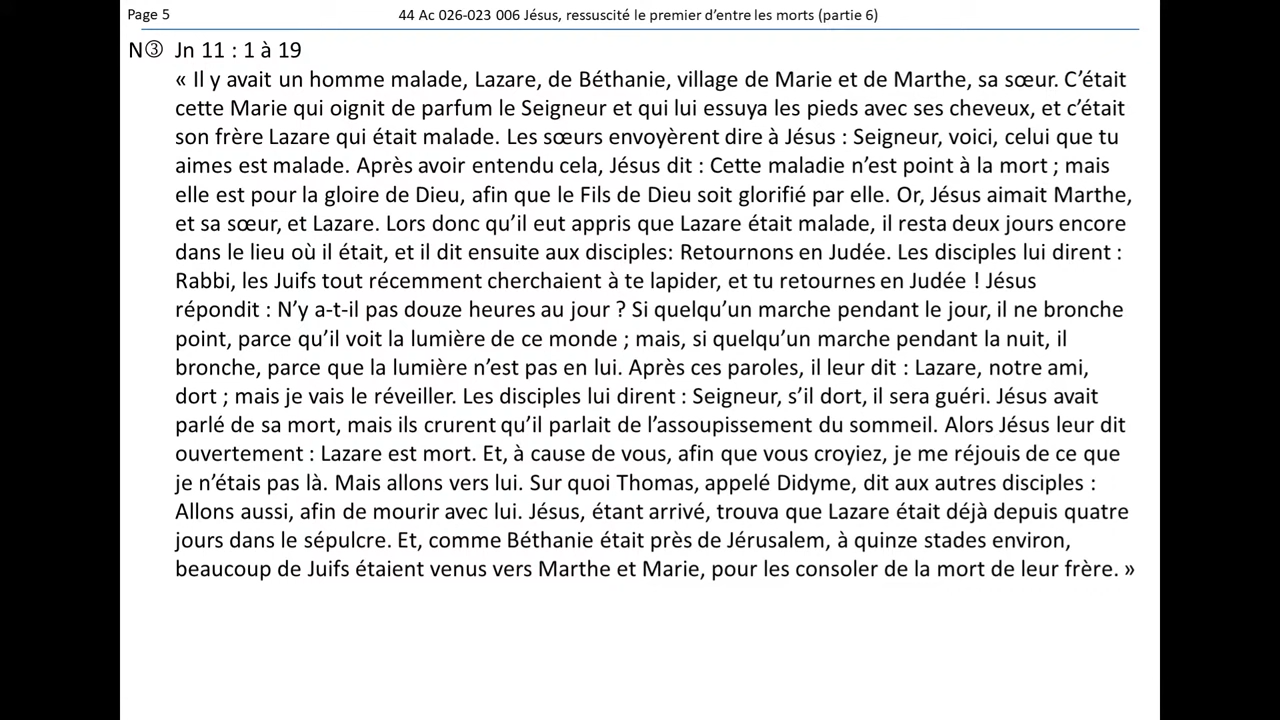 Page 5
44 Ac 026-023 006 Jésus, ressuscité le premier d’entre les morts (partie 6)
N③ Jn 11 : 1 à 19
« Il y avait un homme malade, Lazare, de Béthanie, village de Marie et de Marthe, sa sœur. C’était
cette Marie qui oignit de parfum le Seigneur et qui lui essuya les pieds avec ses cheveux, et c’était
son frère Lazare qui était malade. Les sœurs envoyèrent dire à Jésus : Seigneur, voici, celui que tu
aimes est malade. Après avoir entendu cela, Jésus dit : Cette maladie n’est point à la mort ; mais
elle est pour la gloire de Dieu, afin que le Fils de Dieu soit glorifié par elle. Or, Jésus aimait Marthe,
et sa sœur, et Lazare. Lors donc qu’il eut appris que Lazare était malade, il resta deux jours encore
dans le lieu où il était, et il dit ensuite aux disciples: Retournons en Judée. Les disciples lui dirent :
Rabbi, les Juifs tout récemment cherchaient à te lapider, et tu retournes en Judée ! Jésus
répondit : N’y a-t-il pas douze heures au jour ? Si quelqu’un marche pendant le jour, il ne bronche
point, parce qu’il voit la lumière de ce monde ; mais, si quelqu’un marche pendant la nuit, il
bronche, parce que la lumière n’est pas en lui. Après ces paroles, il leur dit : Lazare, notre ami,
dort ; mais je vais le réveiller. Les disciples lui dirent : Seigneur, s’il dort, il sera guéri. Jésus avait
parlé de sa mort, mais ils crurent qu’il parlait de l’assoupissement du sommeil. Alors Jésus leur dit
ouvertement : Lazare est mort. Et, à cause de vous, afin que vous croyiez, je me réjouis de ce que
je n’étais pas là. Mais allons vers lui. Sur quoi Thomas, appelé Didyme, dit aux autres disciples :
Allons aussi, afin de mourir avec lui. Jésus, étant arrivé, trouva que Lazare était déjà depuis quatre
jours dans le sépulcre. Et, comme Béthanie était près de Jérusalem, à quinze stades environ,
beaucoup de Juifs étaient venus vers Marthe et Marie, pour les consoler de la mort de leur frère. »